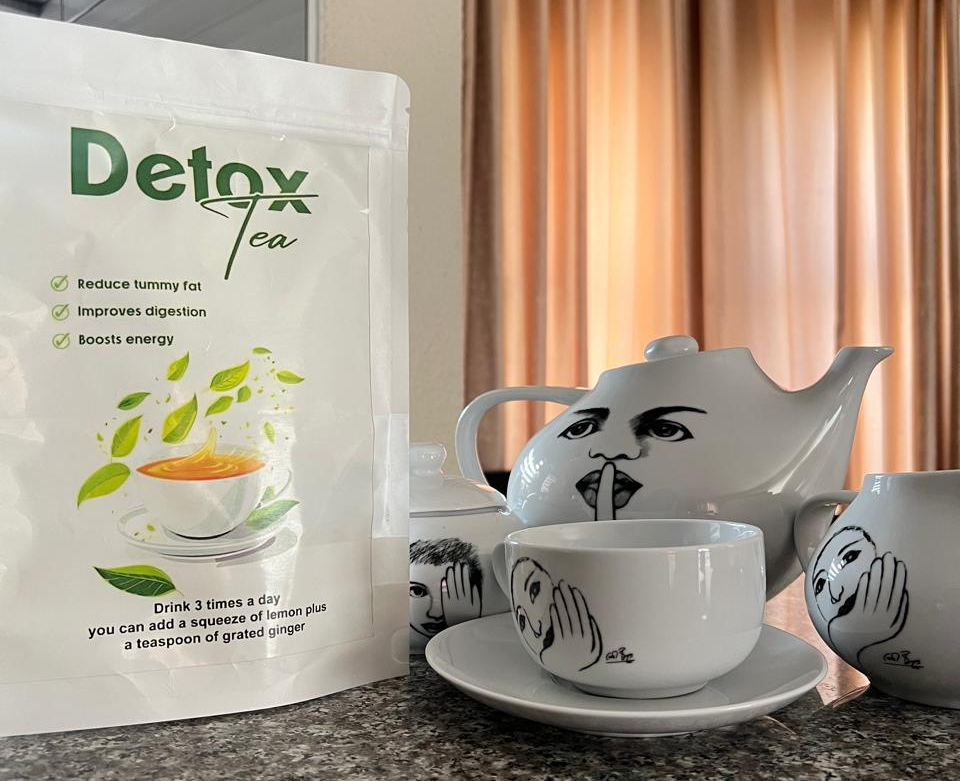 Detox
Tea
Reduce tummy fat
Improves digestion
Boosts energy
Drink 3 times a day
you can add a squeeze of lemon plus
a teaspoon of grated ginger